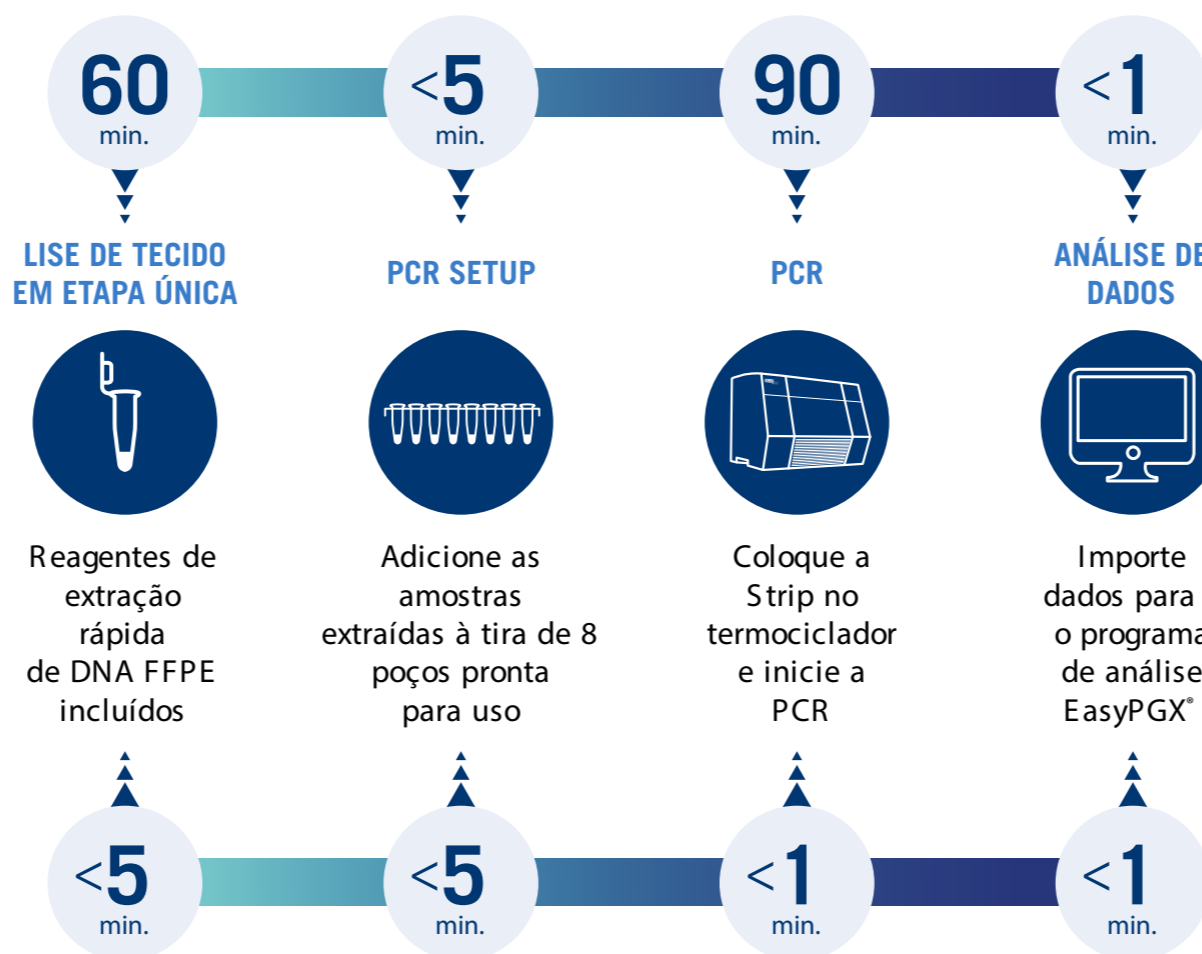 60
min.
<5
min.
90
min.
<1
min.
LISE DE TECIDO
EM ETAPA ÚNICA
PCR SETUP
PCR
ANÁLISE DE
DADOS
Reagentes de
extração
rápida
de DNA FFPE
incluídos
Adicione as
amostras
extraídas à tira de 8
poços pronta
para uso
Coloque a
Strip no
termociclador
e inicie a
PCR
Importe
dados para
o programa
de análise
EasyPGX®
<5
min.
<5
min.
<1
min.
<1
min.